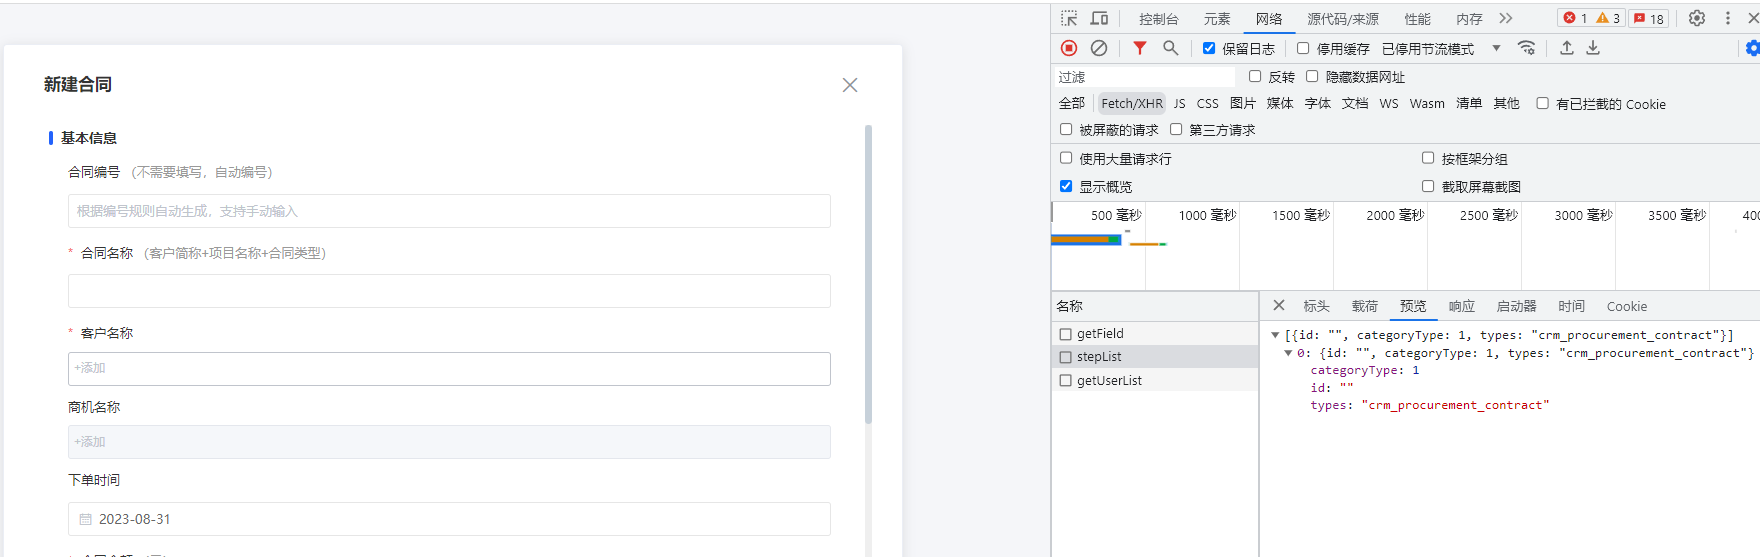 新建合同
基本信息
合同编号 （不需要填写，自动编号）
根据编号规则自动生成，支持手动输入
* 合同名称 （客户简称+项目名称+合同类型）
* 客户名称
+添加
商机名称
+添加
下单时间
2023-08-31
控制台 元素 网络 源代码/来源 性能 内存 1 3 18
保留日志 停用缓存 已停用节流模式
过滤 反转 隐藏数据网址
全部 Fetch/XHR JS CSS 图片 媒体 字体 文档 WS Wasm 清单 其他 有已拦截的 Cookie
被屏蔽的请求 第三方请求
使用大量请求行 按框架分组
显示概览 截取屏幕截图
500 毫秒 1000 毫秒 1500 毫秒 2000 毫秒 2500 毫秒 3000 毫秒 3500 毫秒
名称 标头 载荷 预览 响应 启动器 时间 Cookie
getField
stepList
getUserList
[{id: "", categoryType: 1, types: "crm_procurement_contract"}]
0: {id: "", categoryType: 1, types: "crm_procurement_contract"}
categoryType: 1
id: ""
types: "crm_procurement_contract"